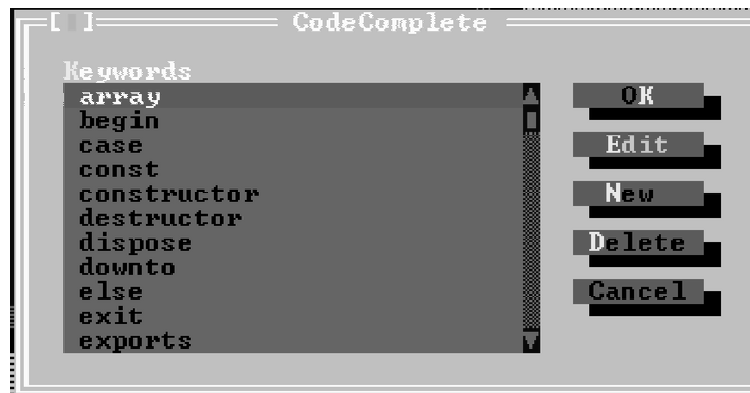 [ ] CodeComplete
Keywords
array
begin
case
const
constructor
destructor
dispose
downto
else
exit
exports
OK
Edit
New
Delete
Cancel